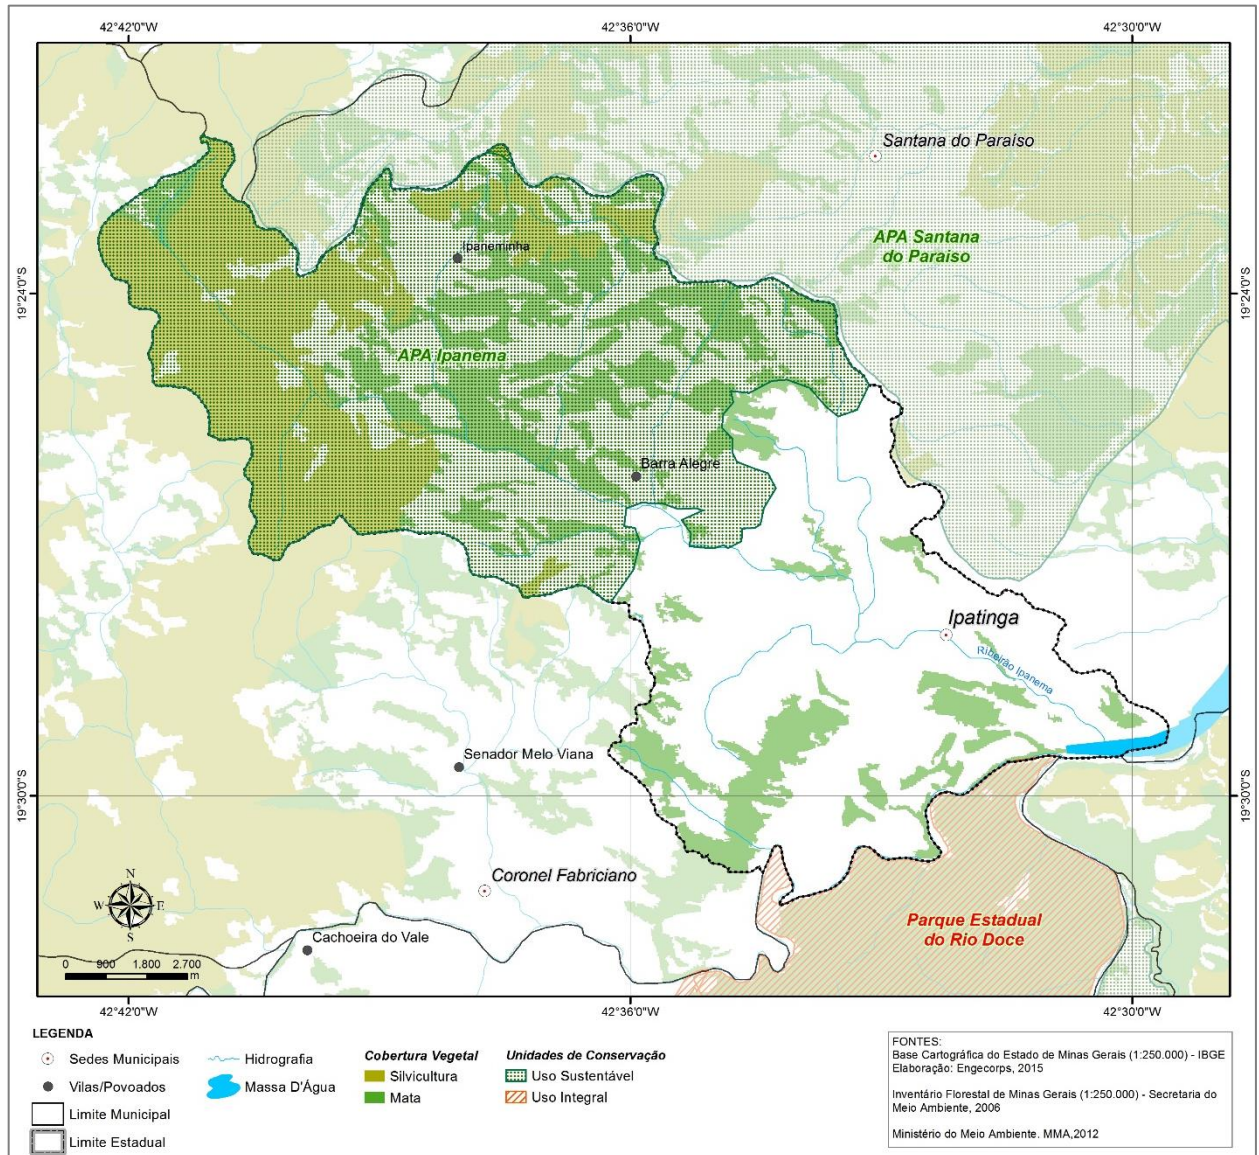 42°42'0"W
42°36'0"W
42°30'0"W
Santana do Paraíso
APA Santana
do Paraíso
Ipaneminha
19°24'0"S
19°24'0"S
APA Ipanema
Barra Alegre
Ipatinga
Ribeirão Ipanema
Senador Melo Viana
19°30'0"S
19°30'0"S
Coronel Fabriciano
Parque Estadual
do Rio Doce
Cachoeira do Vale
N
W E
S
0 900 1.800 2.700
m
42°42'0"W
42°36'0"W
42°30'0"W
LEGENDA
Sedes Municipais
Vilas/Povoados
Limite Municipal
Limite Estadual
Hidrografia
Massa D'Água
Cobertura Vegetal
Silvicultura
Mata
Unidades de Conservação
Uso Sustentável
Uso Integral
FONTES:
Base Cartográfica do Estado de Minas Gerais (1:250.000) - IBGE
Elaboração: Engecorps, 2015
Inventário Florestal de Minas Gerais (1:250.000) - Secretaria do
Meio Ambiente, 2006
Ministério do Meio Ambiente. MMA,2012